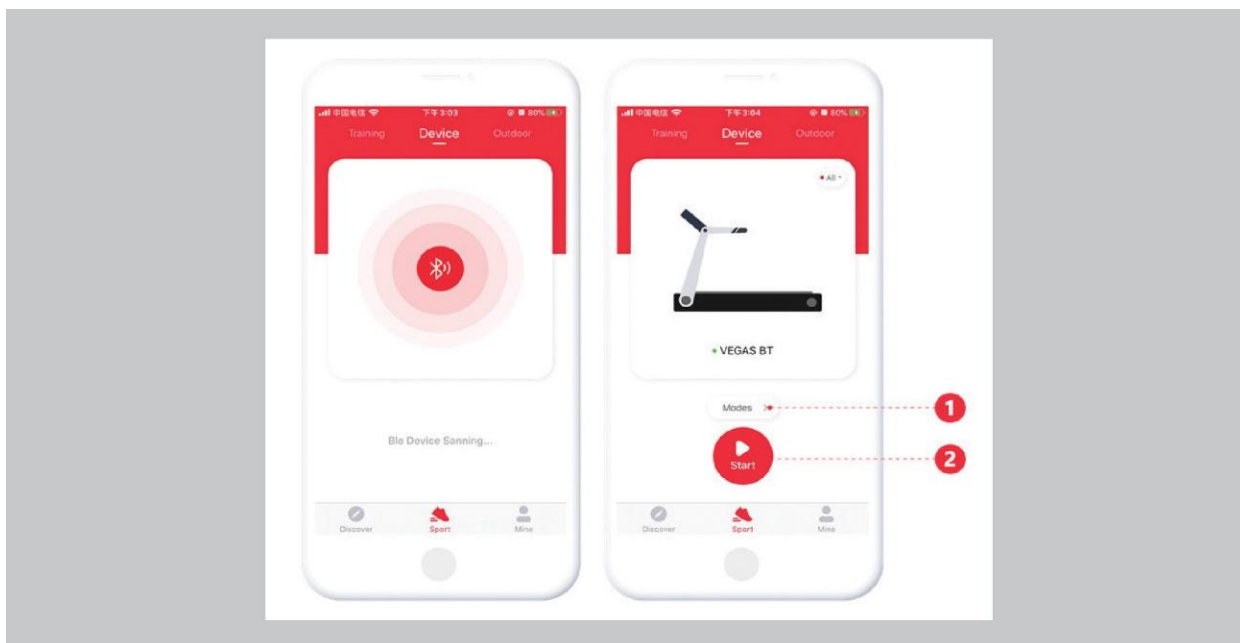 中国电信 下午3:03 80%
Training Device Outdoor
Ble Device Sanning...
Discover Sport Mine
中国电信 下午3:04 80%
Training Device Outdoor
All
VEGAS BT
Modes
1
Start
2
Discover Sport Mine